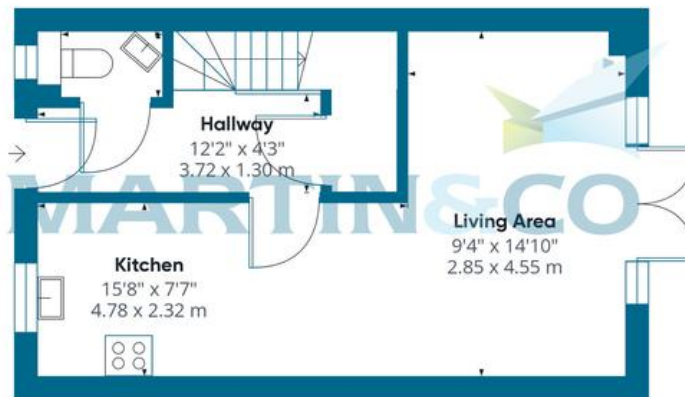 Hallway
12'2" x 4'3"
3.72 x 1.30 m
MARTIN&CO
Living Area
9'4" x 14'10"
2.85 x 4.55 m
Kitchen
15'8" x 7'7"
4.78 x 2.32 m